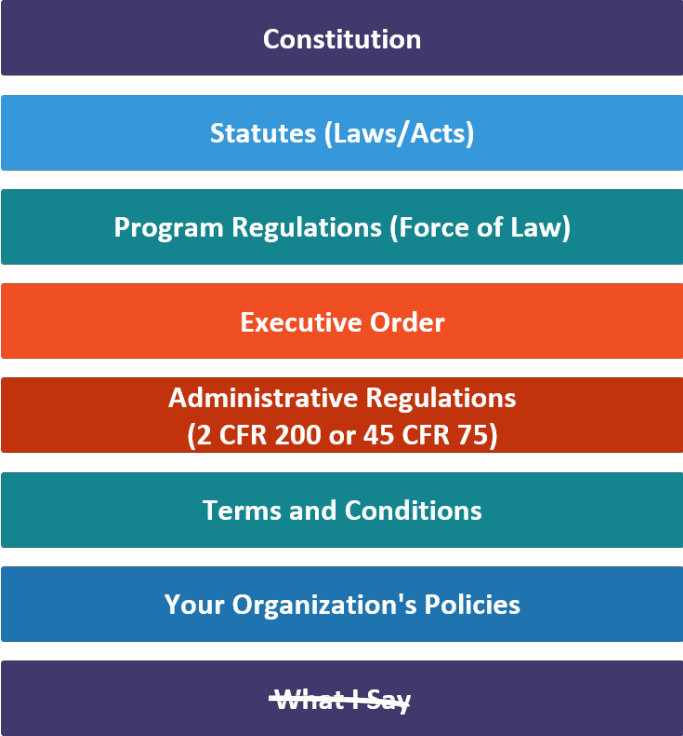 Constitution
Statutes (Laws/Acts)
Program Regulations (Force of Law)
Executive Order
Administrative Regulations
(2 CFR 200 or 45 CFR 75)
Terms and Conditions
Your Organization's Policies
What I Say